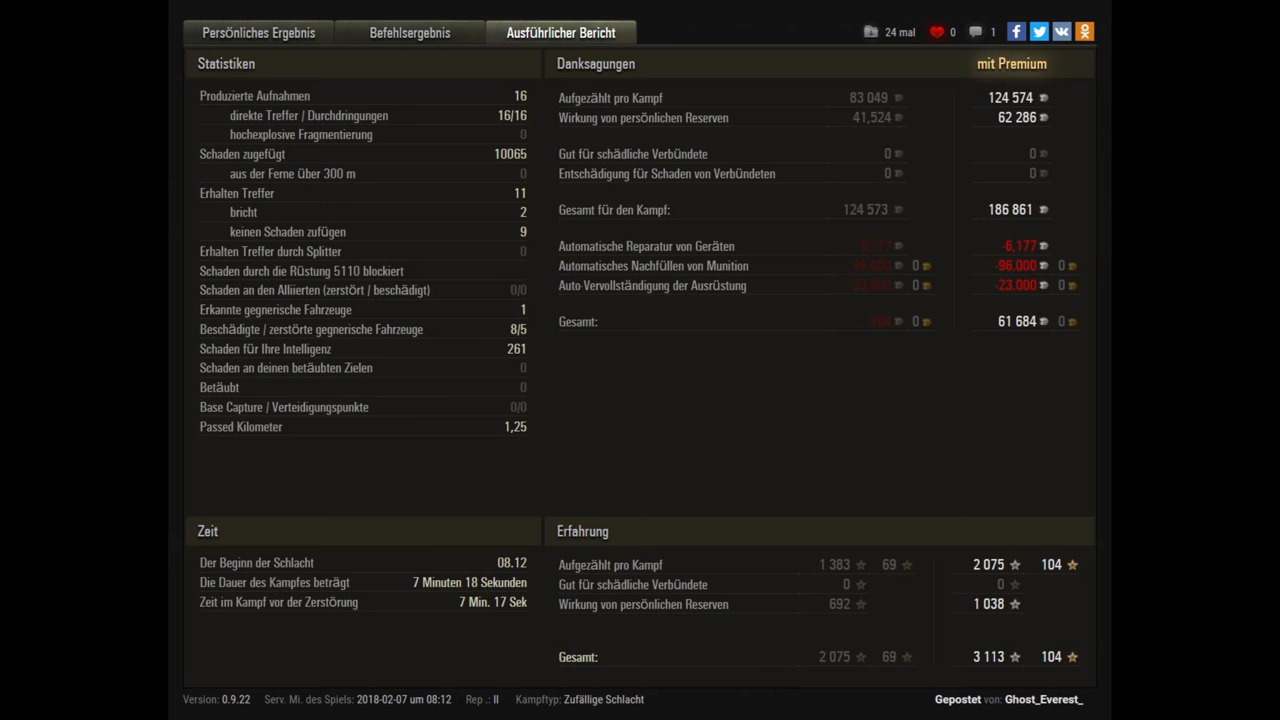 Persönliches Ergebnis Befehlsergebnis Ausführlicher Bericht 24 mal 0 1
Statistiken
Produzierte Aufnahmen 16
direkte Treffer / Durchdringungen 16/16
hochexplosive Fragmentierung 0
Schaden zugefügt 10065
aus der Ferne über 300 m 0
Erhalten Treffer 11
bricht 2
keinen Schaden zufügen 9
Erhalten Treffer durch Splitter 0
Schaden durch die Rüstung 5110 blockiert
Schaden an den Alliierten (zerstört / beschädigt) 0/0
Erkannte gegnerische Fahrzeuge 1
Beschädigte / zerstörte gegnerische Fahrzeuge 8/5
Schaden für Ihre Intelligenz 261
Schaden an deinen betäubten Zielen 0
Betäubt 0
Base Capture / Verteidigungspunkte 0/0
Passed Kilometer 1,25
Danksagungen mit Premium
Aufgezählt pro Kampf 83 049 124 574
Wirkung von persönlichen Reserven 41,524 62 286
Gut für schädliche Verbündete 0 0
Entschädigung für Schaden von Verbündeten 0 0
Gesamt für den Kampf: 124 573 186 861
Automatische Reparatur von Geräten -6,177 -6,177
Automatisches Nachfüllen von Munition -96.000 0 -96.000 0
Auto-Vervollständigung der Ausrüstung -23.000 0 -23.000 0
Gesamt: 0 61 684 0
Zeit
Der Beginn der Schlacht 08.12
Die Dauer des Kampfes beträgt 7 Minuten 18 Sekunden
Zeit im Kampf vor der Zerstörung 7 Min. 17 Sek
Erfahrung
Aufgezählt pro Kampf 1 383 69 2 075 104
Gut für schädliche Verbündete 0 0
Wirkung von persönlichen Reserven 692 1 038
Gesamt: 2 075 69 3 113 104
Version: 0.9.22 Serv. Mi. des Spiels: 2018-02-07 um 08:12 Rep .: II Kampftyp: Zufällige Schlacht Gepostet von: Ghost_Everest_